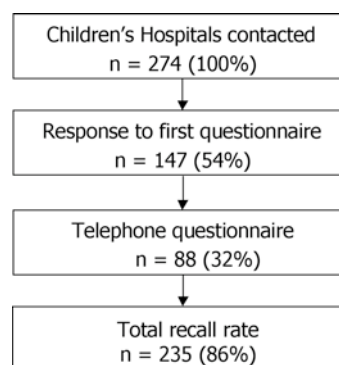 Children’s Hospitals contacted
n = 274 (100%)
Response to first questionnaire
n = 147 (54%)
Telephone questionnaire
n = 88 (32%)
Total recall rate
n = 235 (86%)